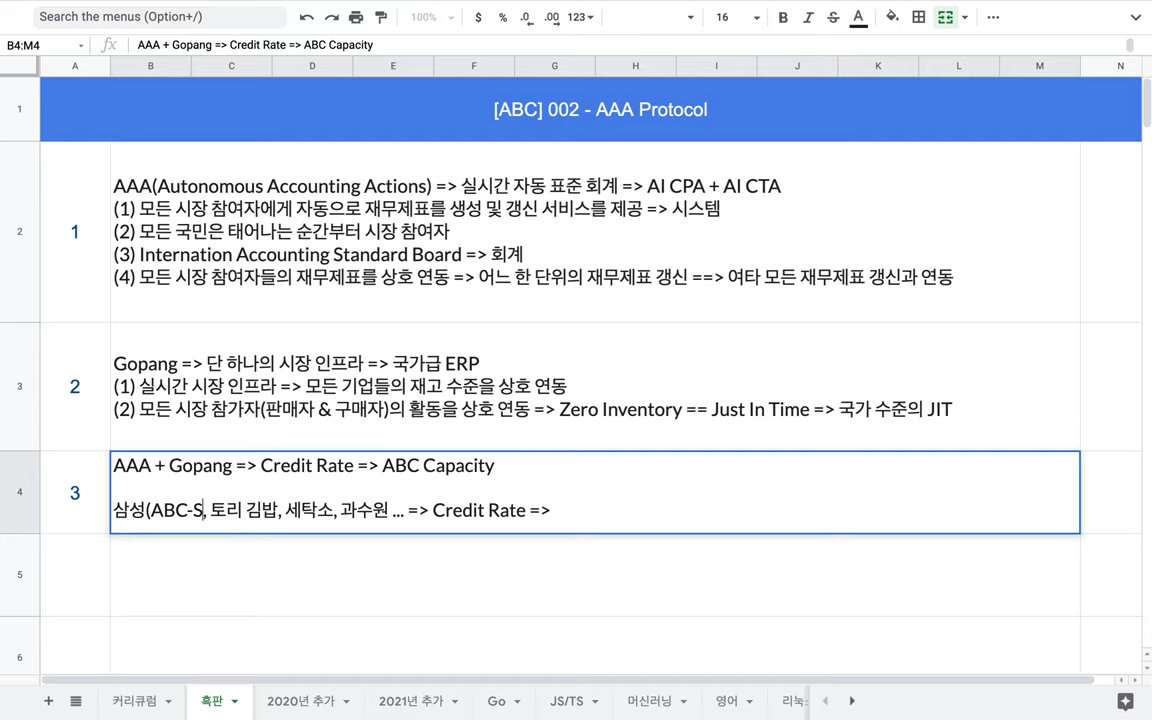 Search the menus (Option+/)
100%
$ % .0 .00 123
16
B I S A
B4:M4
fx
AAA + Gopang => Credit Rate => ABC Capacity
A B C D E F G H I J K L M N
1
[ABC] 002 - AAA Protocol
2
1
AAA(Autonomous Accounting Actions) => 실시간 자동 표준 회계 => AI CPA + AI CTA
(1) 모든 시장 참여자에게 자동으로 재무제표를 생성 및 갱신 서비스를 제공 => 시스템
(2) 모든 국민은 태어나는 순간부터 시장 참여자
(3) Internation Accounting Standard Board => 회계
(4) 모든 시장 참여자들의 재무제표를 상호 연동 => 어느 한 단위의 재무제표 갱신 ==> 여타 모든 재무제표 갱신과 연동
3
2
Gopang => 단 하나의 시장 인프라 => 국가급 ERP
(1) 실시간 시장 인프라 => 모든 기업들의 재고 수준을 상호 연동
(2) 모든 시장 참가자(판매자 & 구매자)의 활동을 상호 연동 => Zero Inventory == Just In Time => 국가 수준의 JIT
4
3
AAA + Gopang => Credit Rate => ABC Capacity
삼성(ABC-S, 토리 김밥, 세탁소, 과수원 ... => Credit Rate =>
5
6
커리큘럼 흑판 2020년 추가 2021년 추가 Go JS/TS 머신러닝 영어 리눅